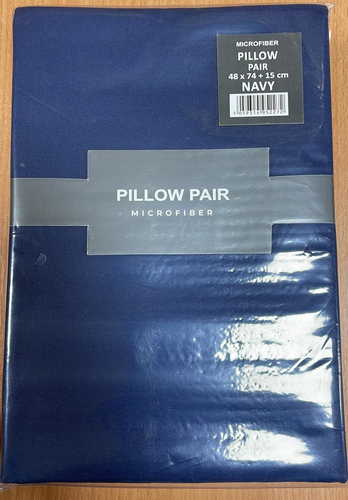 MICROFIBER
PILLOW
PAIR
48 x 74 + 15 cm
NAVY
PILLOW PAIR
MICROFIBER